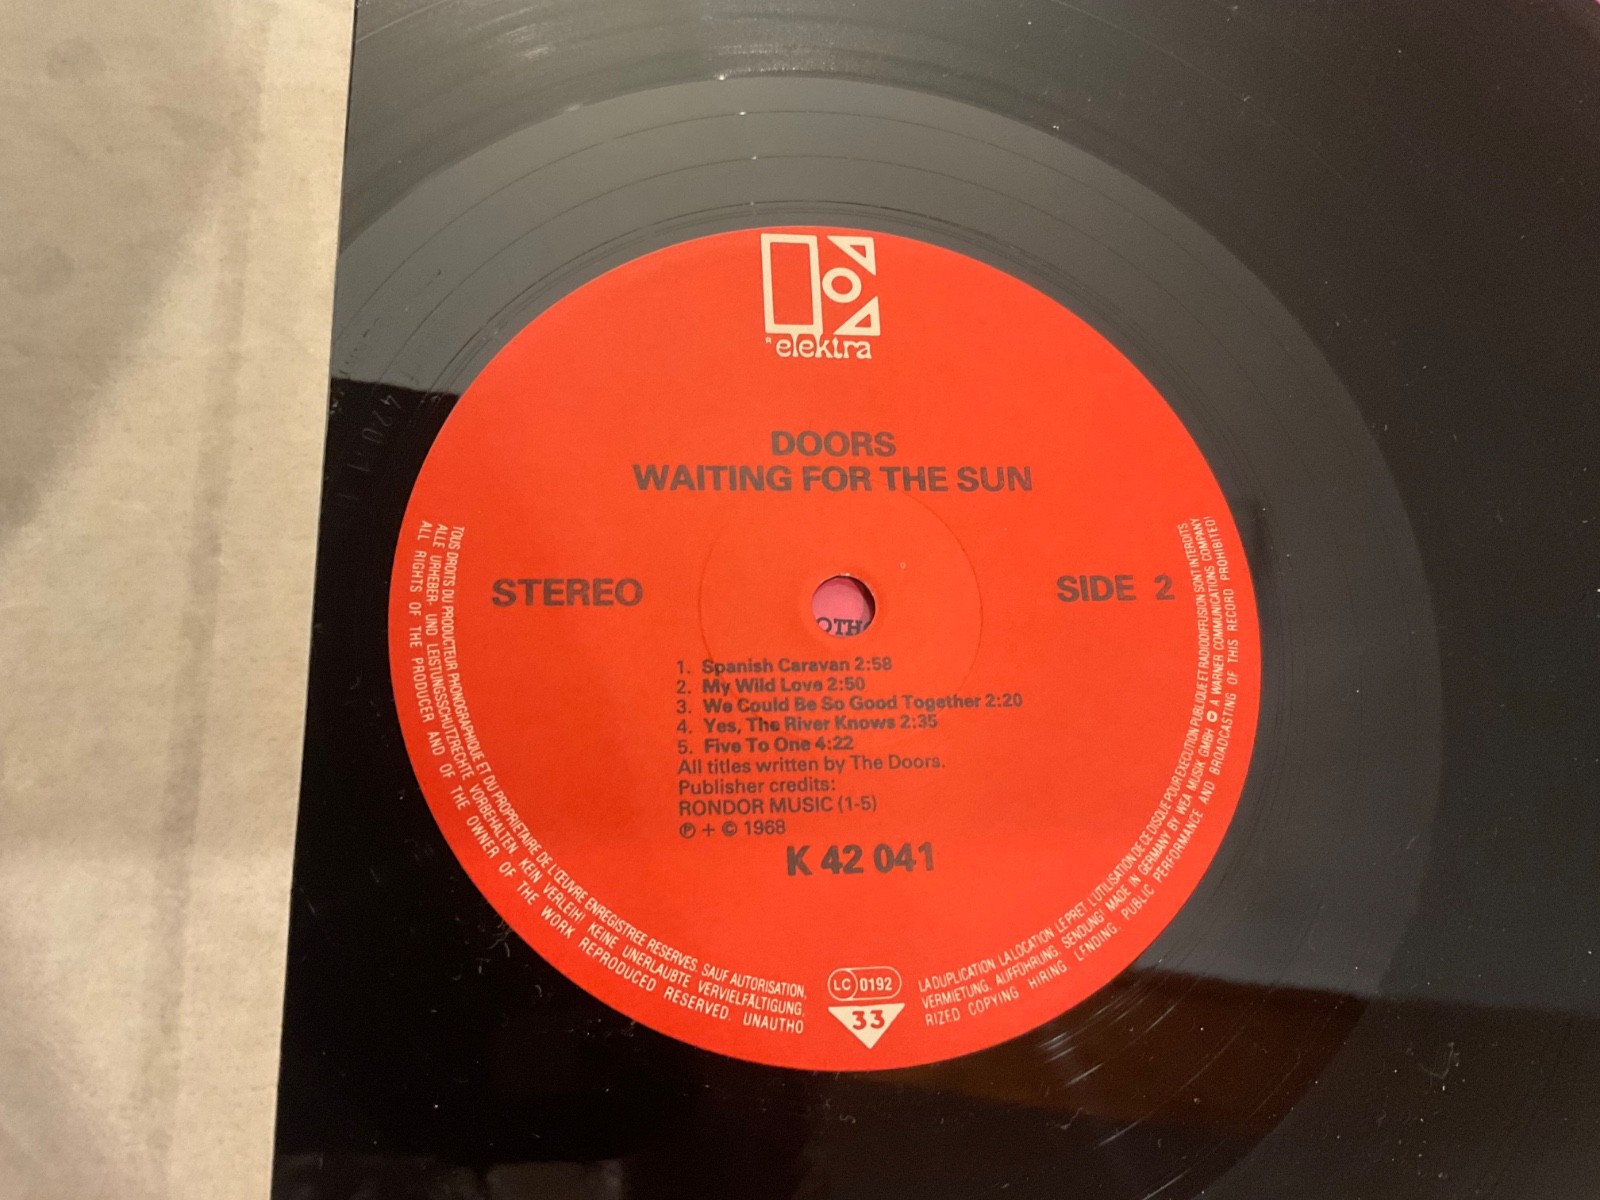 R elektra
DOORS
WAITING FOR THE SUN
STEREO
SIDE 2
OTH
1. Spanish Caravan 2:58
2. My Wild Love 2:50
3. We Could Be So Good Together 2:20
4. Yes, The River Knows 2:35
5. Five To One 4:22
All titles written by The Doors.
Publisher credits:
RONDOR MUSIC (1-5)
℗ + © 1968
K 42 041
LC 0192
33
TOUS DROITS DU PRODUCTEUR PHONOGRAPHIQUE ET DU PROPRIETAIRE DE L'ŒUVRE ENREGISTREE RESERVES. SAUF AUTORISATION,
LA DUPLICATION LA LOCATION LE PRET, L'UTILISATION DE CE DISQUE POUR EXECUTION PUBLIQUE ET RADIODIFFUSION SONT INTERDITS
ALLE URHEBER- UND LEISTUNGSSCHUTZRECHTE VORBEHALTEN. KEIN VERLEIH! KEINE UNERLAUBTE VERVIELFÄLTIGUNG,
VERMIETUNG, AUFFÜHRUNG, SENDUNG! MADE IN GERMANY BY WEA MUSIK GMBH A WARNER COMMUNICATIONS COMPANY
ALL RIGHTS OF THE PRODUCER AND OF THE OWNER OF THE WORK REPRODUCED RESERVED. UNAUTHO
RIZED COPYING HIRING, LENDING, PUBLIC PERFORMANCE AND BROADCASTING OF THIS RECORD PROHIBITED!